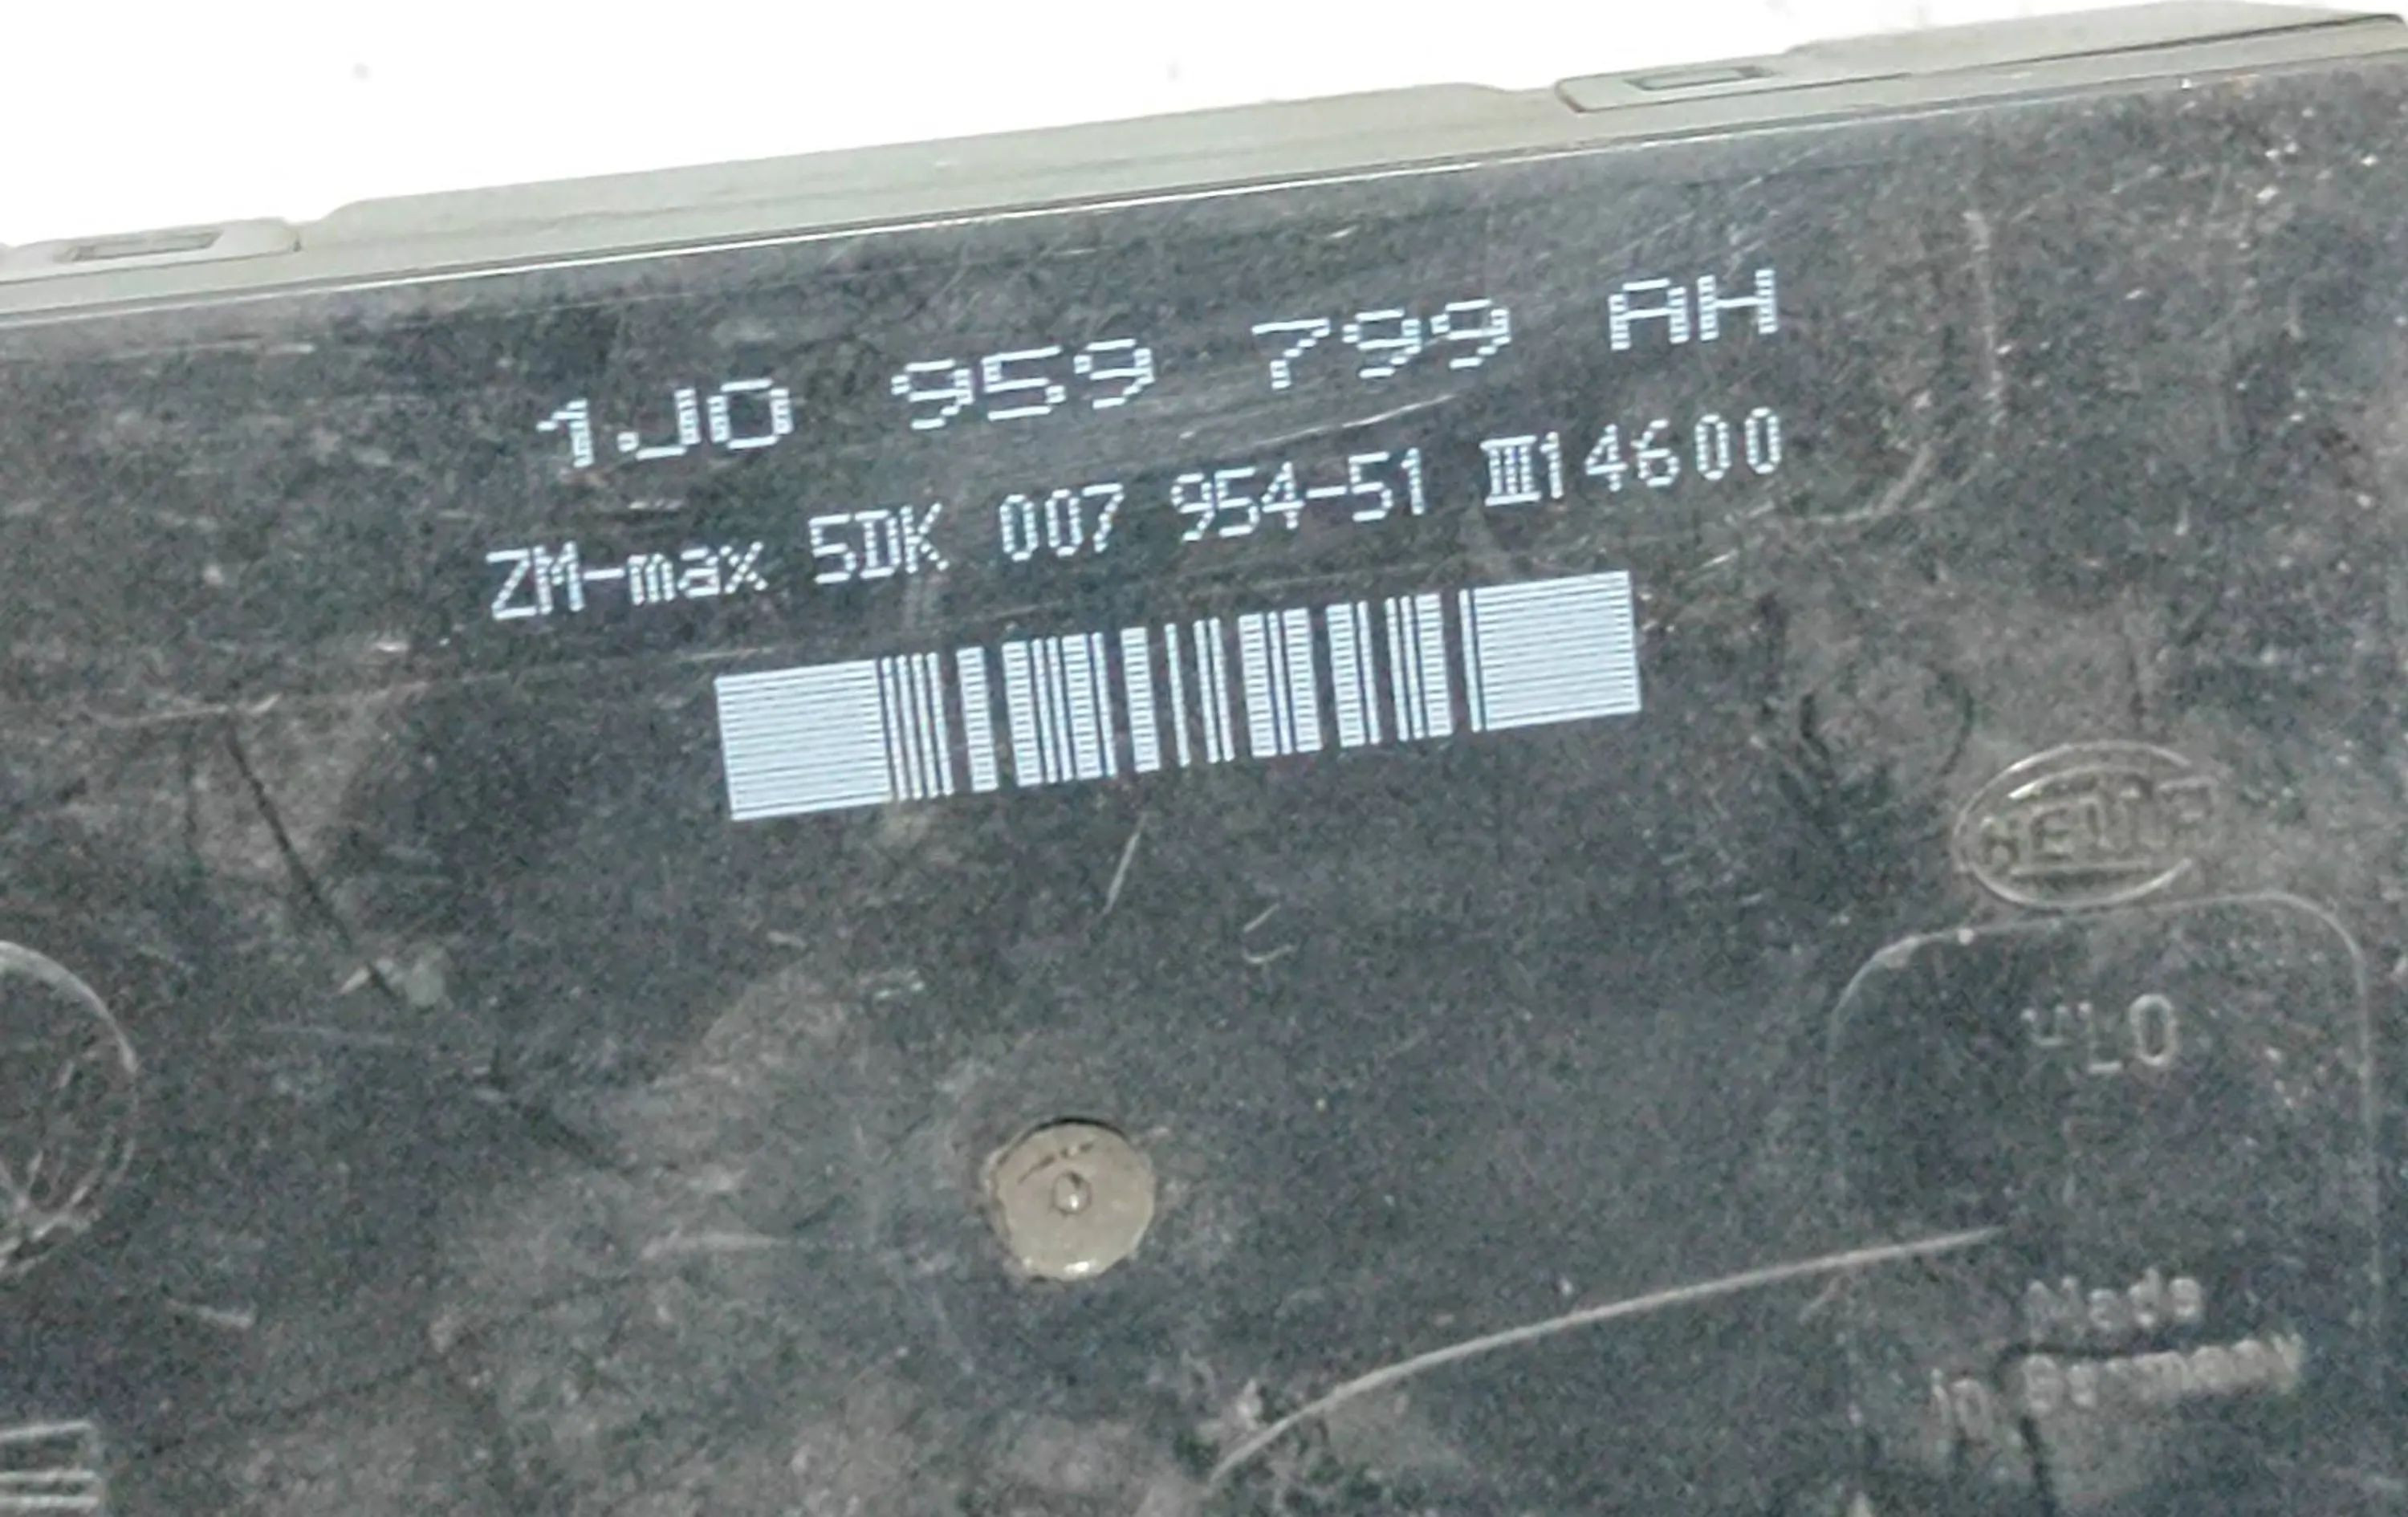 1J0 959 799 AH
ZM-max 5DK 007 954-51 III14600
HELLA
Made
in Germany